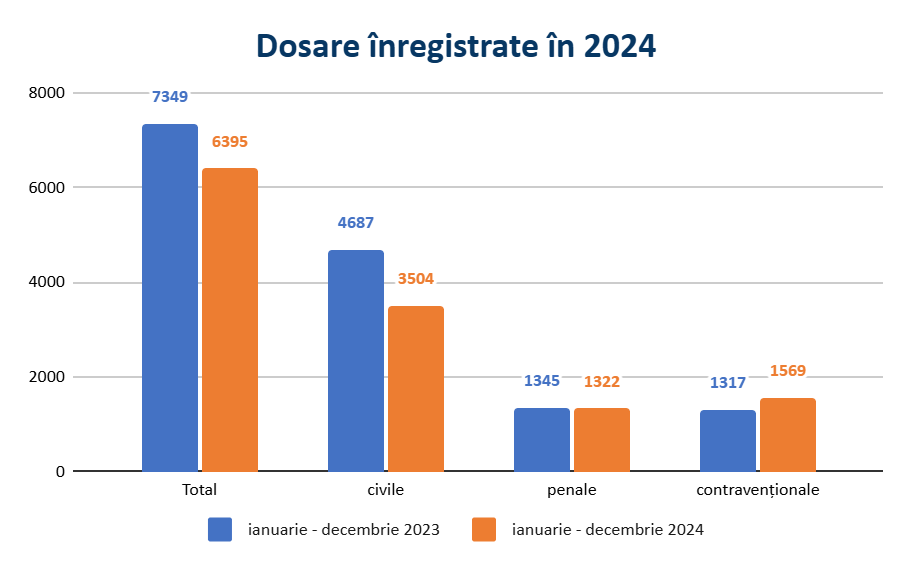 Dosare înregistrate în 2024
8000
7349
6395
6000
4687
4000
3504
2000
1345
1322
1317
1569
0
Total
civile
penale
contravenționale
ianuarie - decembrie 2023
ianuarie - decembrie 2024